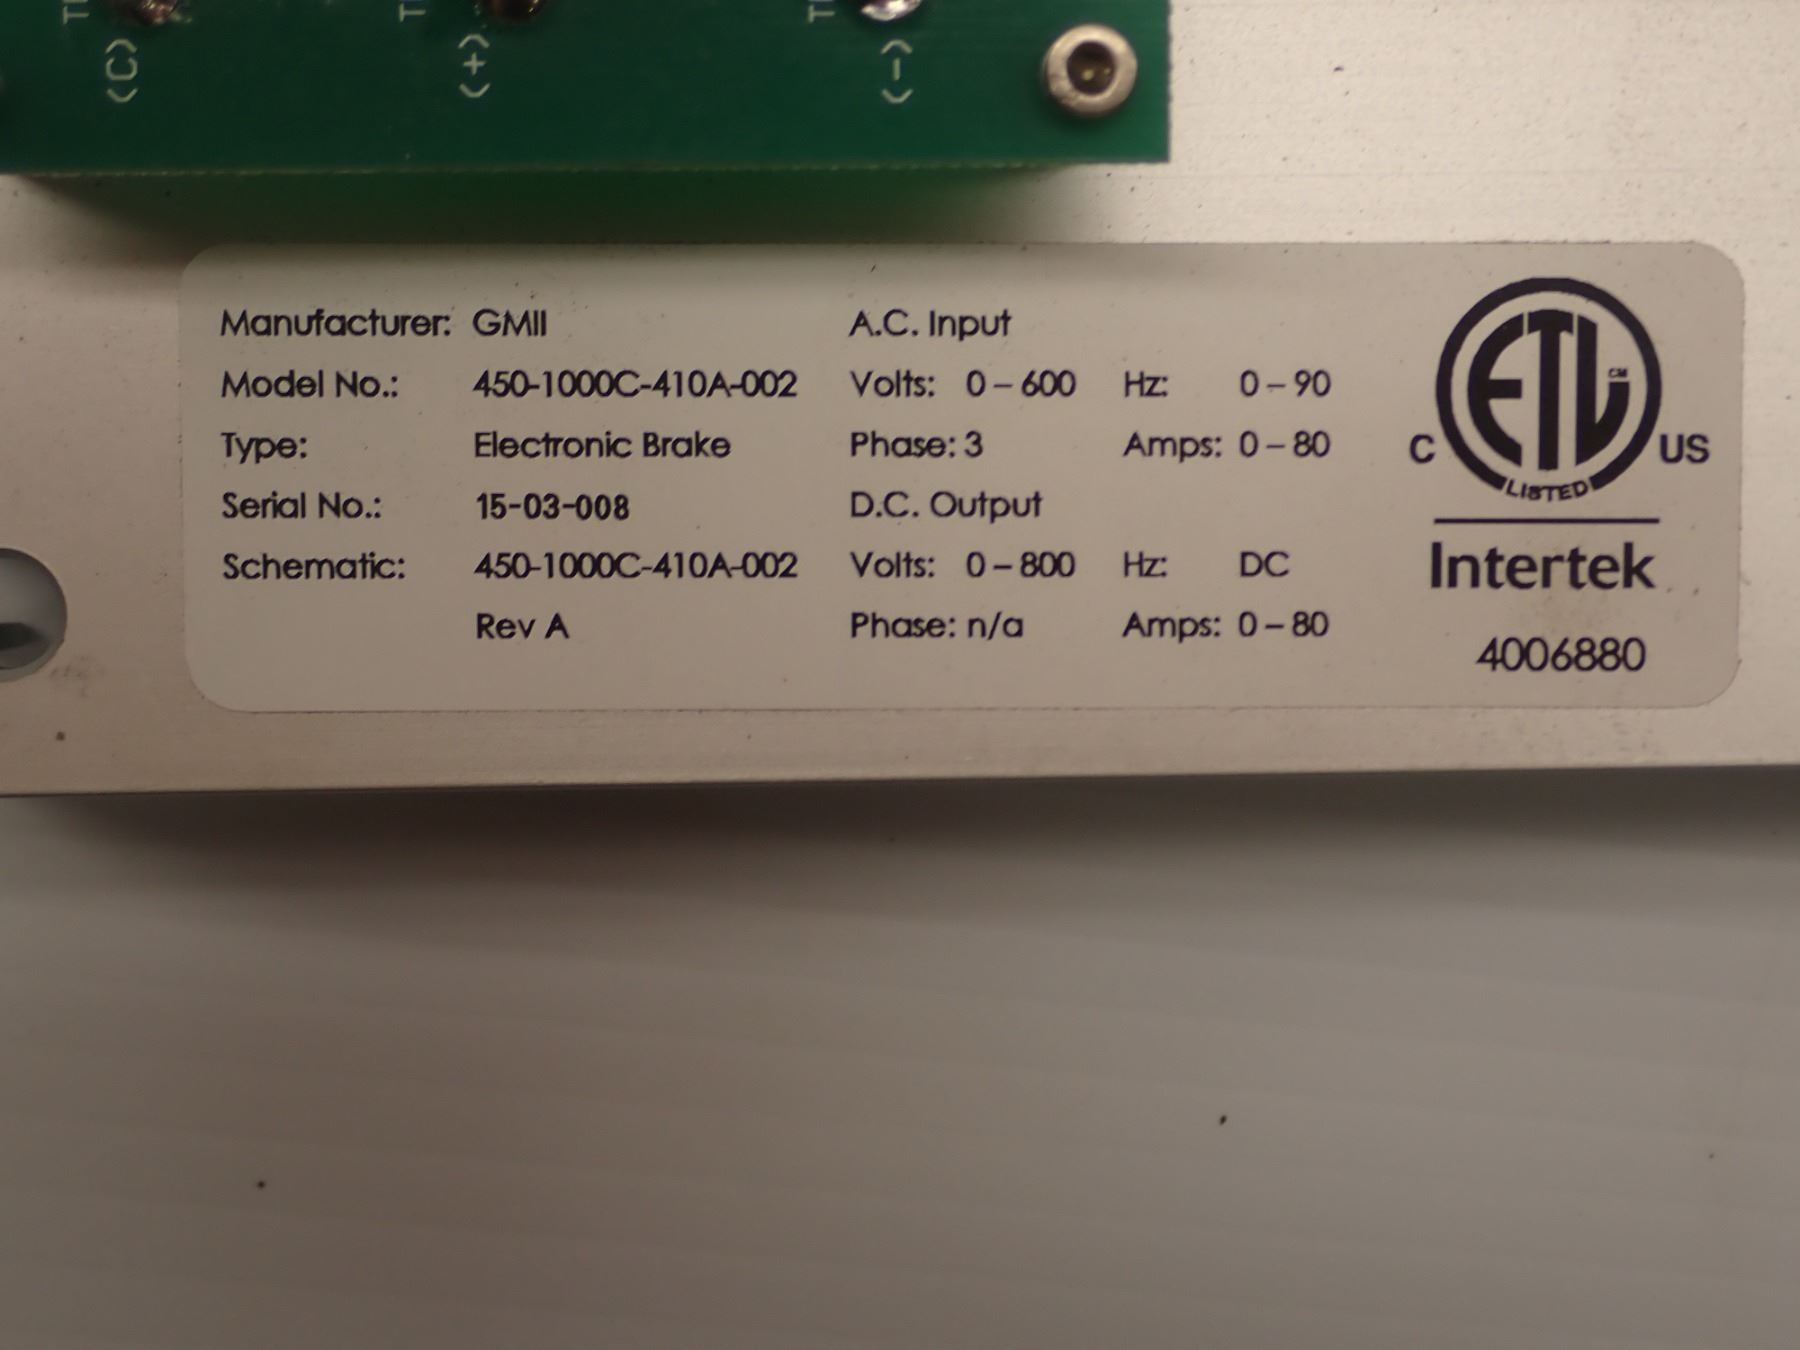 (C) (+) (-)
Manufacturer: GMII
Model No.: 450-1000C-410A-002
Type: Electronic Brake
Serial No.: 15-03-008
Schematic: 450-1000C-410A-002
Rev A
A.C. Input
Volts: 0 – 600 Hz: 0 – 90
Phase: 3 Amps: 0 – 80
D.C. Output
Volts: 0 – 800 Hz: DC
Phase: n/a Amps: 0 – 80
ETL CM
C US
LISTED
Intertek
4006880